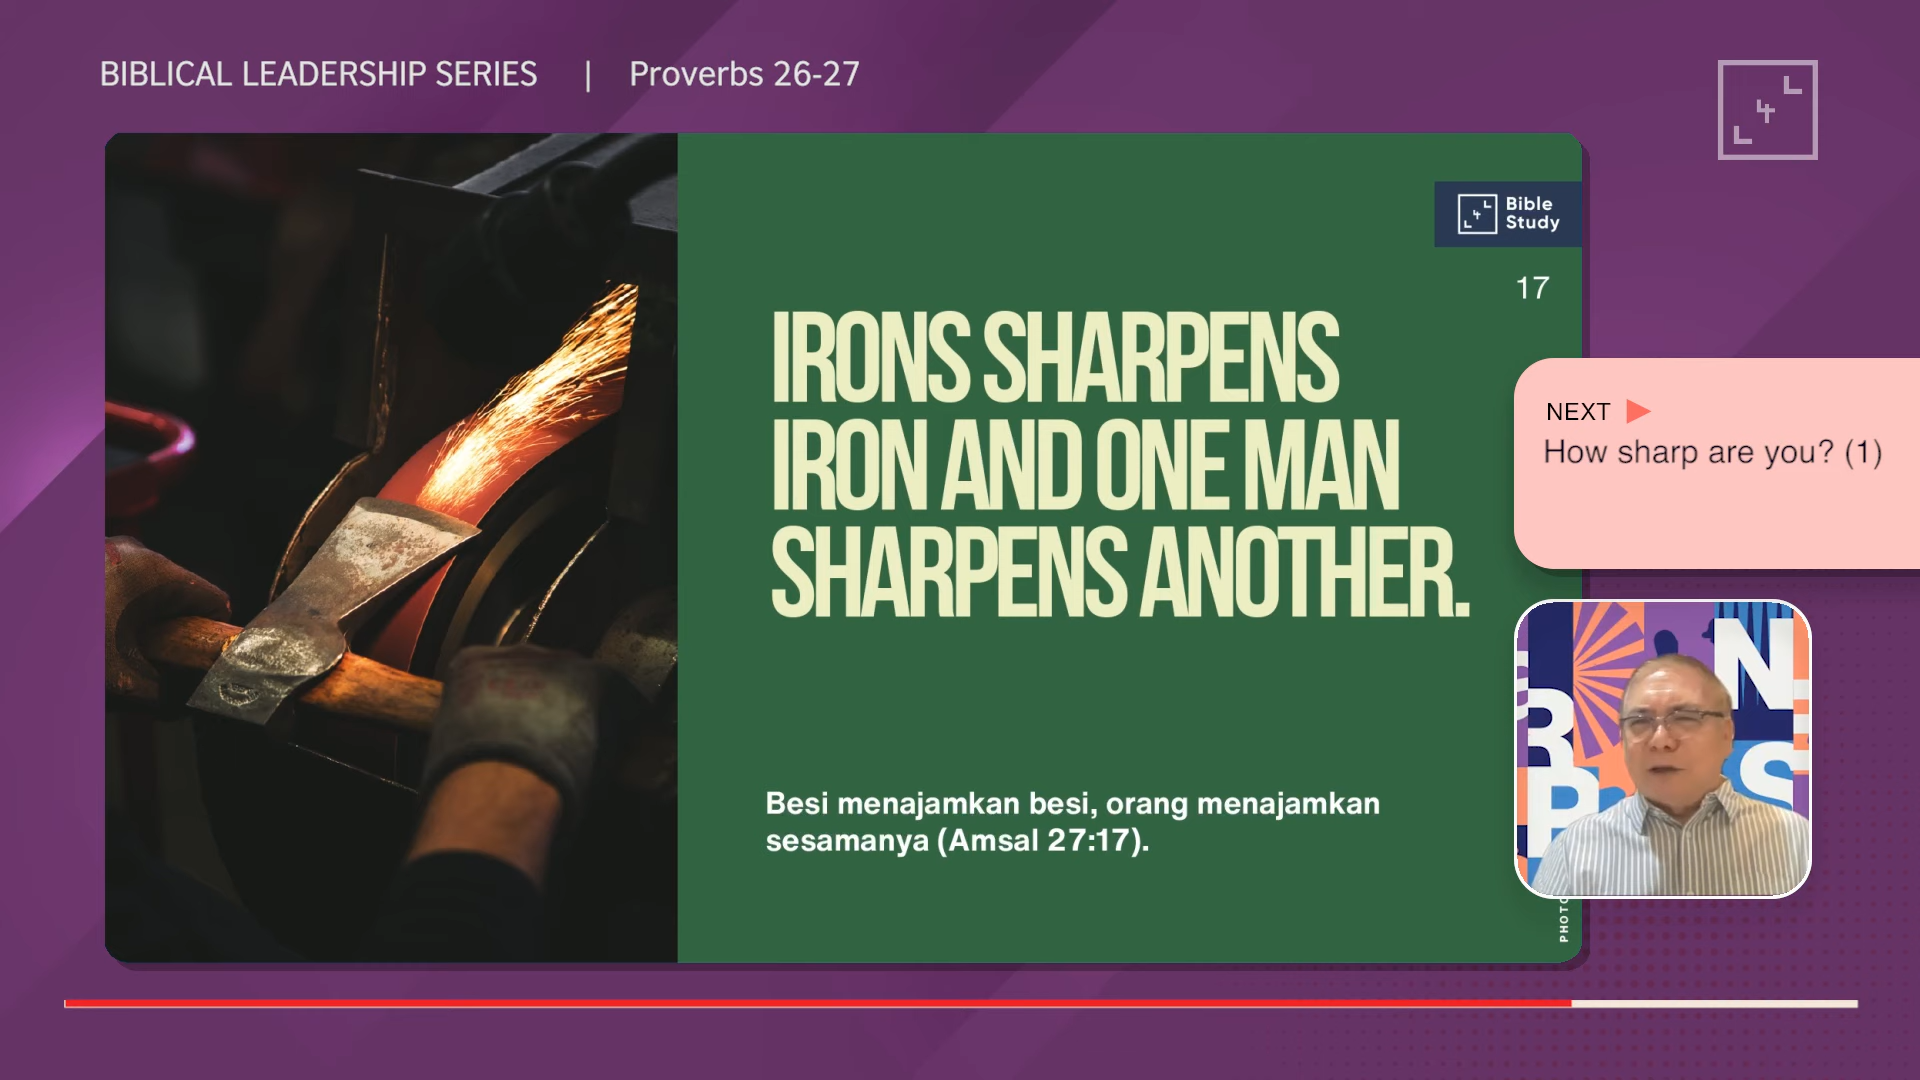 BIBLICAL LEADERSHIP SERIES | Proverbs 26-27
Bible
Study
17
IRONS SHARPENS
IRON AND ONE MAN
SHARPENS ANOTHER.
Besi menajamkan besi, orang menajamkan
sesamanya (Amsal 27:17).
NEXT
How sharp are you? (1)
N
R
P
S
PHOTO